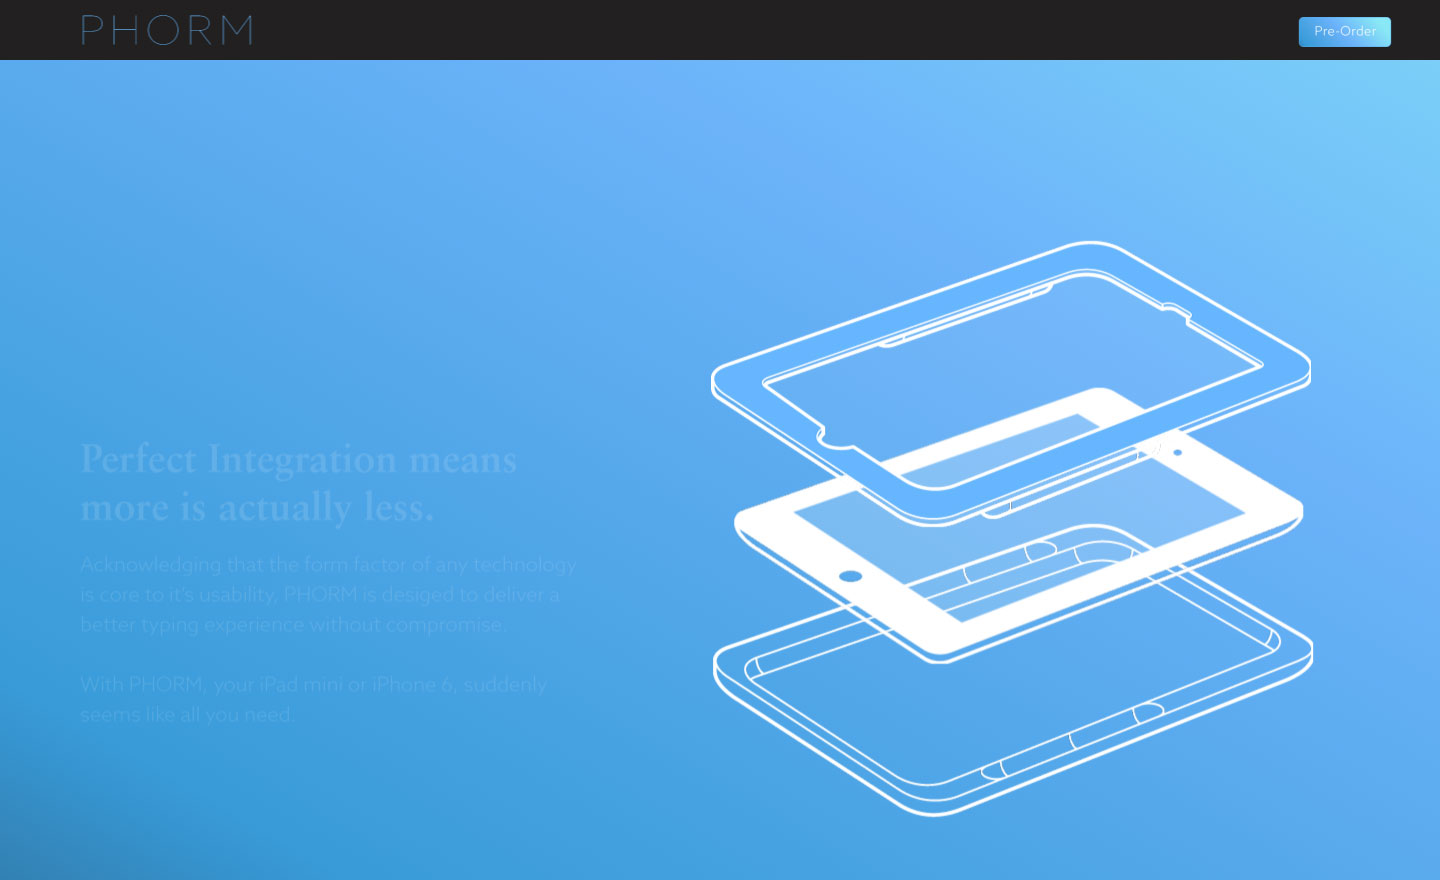 PHORM
Pre-Order
Perfect Integration means
more is actually less.
Acknowledging that the form factor of any technology
is core to it's usability, PHORM is desiged to deliver a
better typing experience without compromise.
With PHORM, your iPad mini or iPhone 6, suddenly
seems like all you need.